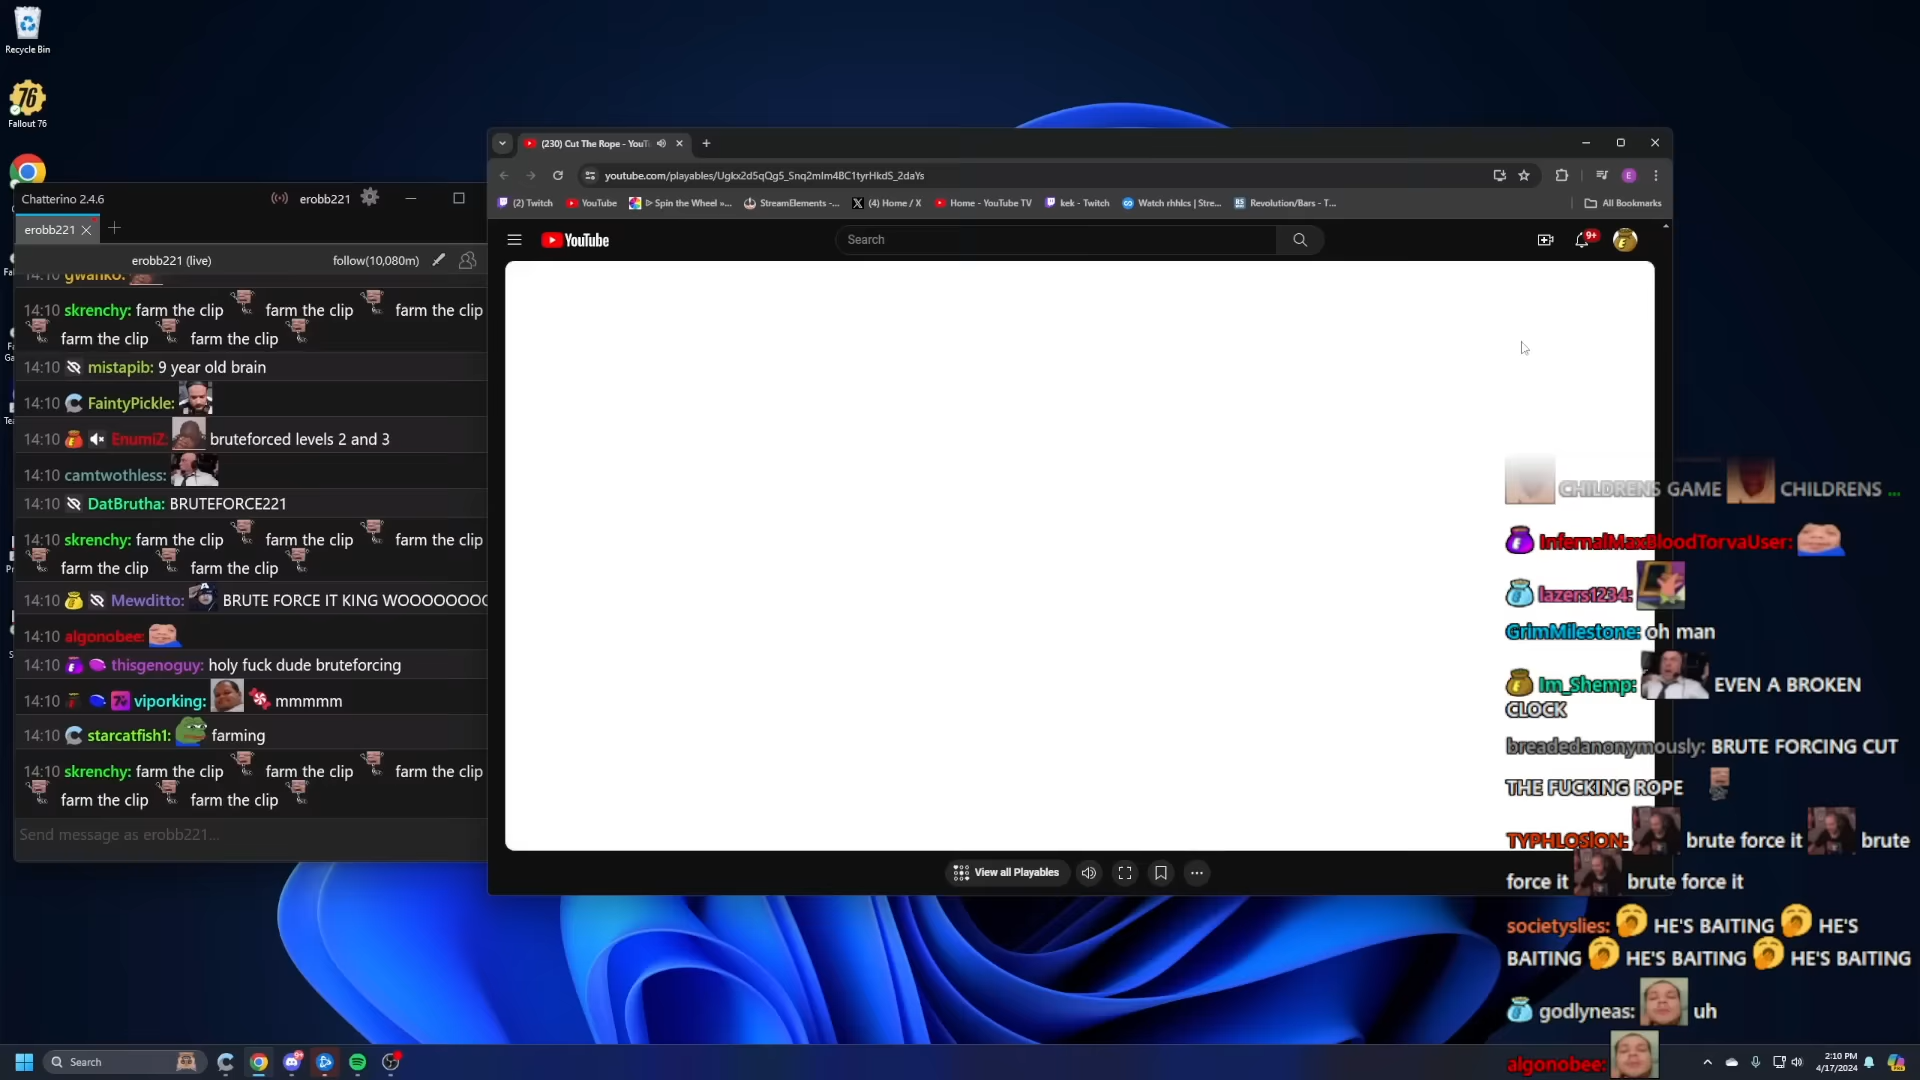 Recycle Bin
Fallout 76
Chatterino 2.4.6
erobb221
erobb221
erobb221 (live)
follow(10,080m)
14:10 gwanko:
14:10 skrenchy: farm the clip farm the clip farm the clip
farm the clip farm the clip
14:10 mistapib: 9 year old brain
14:10 FaintyPickle:
14:10 EnumiZ: bruteforced levels 2 and 3
14:10 camtwothless:
14:10 DatBrutha: BRUTEFORCE221
14:10 skrenchy: farm the clip farm the clip farm the clip
farm the clip farm the clip
14:10 Mewditto: BRUTE FORCE IT KING WOOOOOOO
14:10 algonobee:
14:10 thisgenoguy: holy fuck dude bruteforcing
14:10 viporking: mmmmm
14:10 starcatfish1: farming
14:10 skrenchy: farm the clip farm the clip farm the clip
farm the clip farm the clip
Send message as erobb221...
(230) Cut The Rope - YouT
youtube.com/playables/Ugkx2d5qQg5_Snq2mIm4BC1tyrHkdS_2daYs
E
(2) Twitch YouTube ᐅ Spin the Wheel »... StreamElements -... (4) Home / X Home - YouTube TV kek - Twitch Watch rhhlcs | Stre... Revolution/Bars - T... All Bookmarks
YouTube
Search
9+
View all Playables
CHILDRENS GAME CHILDRENS ...
InfernalMaxBloodTorvaUser:
lazers1234:
GrimMilestone: oh man
Im_Shemp: EVEN A BROKEN
CLOCK
breadedanonymously: BRUTE FORCING CUT
THE FUCKING ROPE
TYPHLOSION: brute force it brute
force it brute force it
societyslies: HE'S BAITING HE'S
BAITING HE'S BAITING HE'S BAITING
godlyneas: uh
algonobee:
Search
2:10 PM
4/17/2024